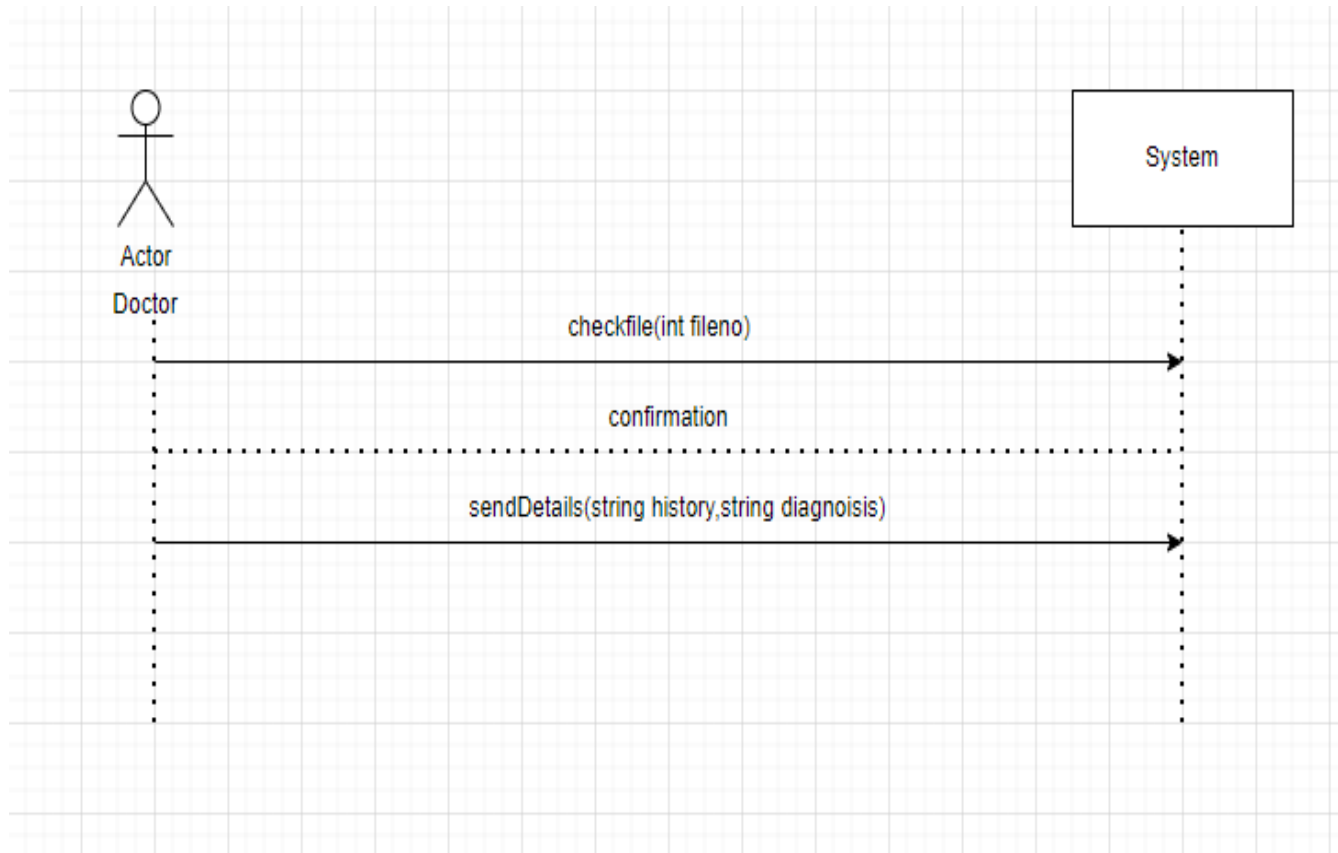 System
Actor
Doctor
checkfile(int fileno)
confirmation
sendDetails(string history,string diagnoisis)